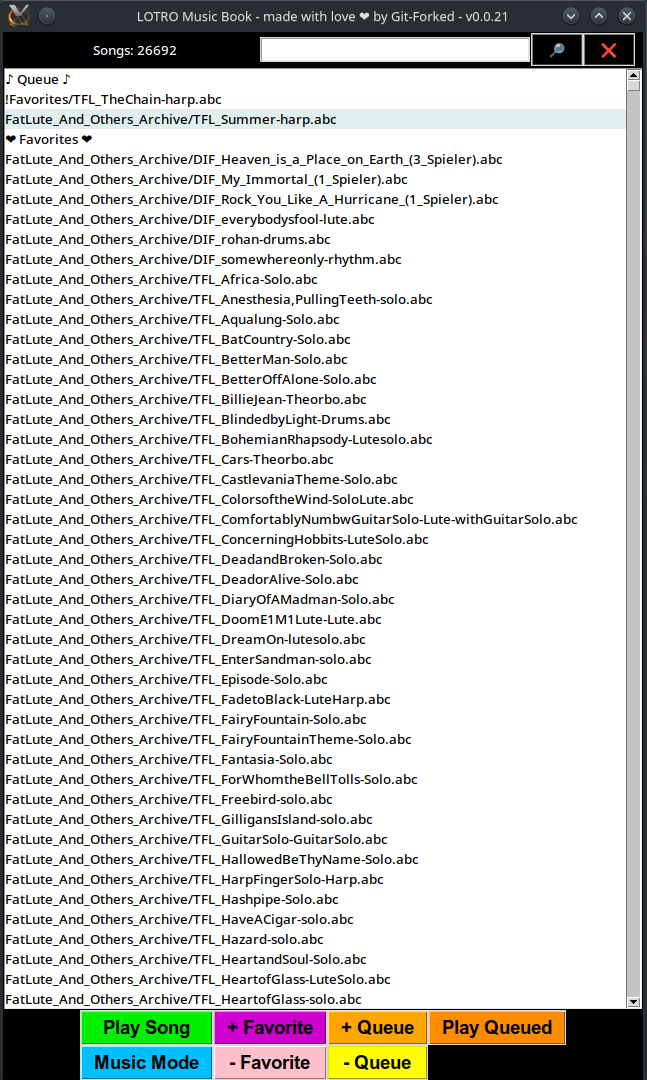 LOTRO Music Book - made with love ❤ by Git-Forked - v0.0.21
Songs: 26692
♪ Queue ♪
!Favorites/TFL_TheChain-harp.abc
FatLute_And_Others_Archive/TFL_Summer-harp.abc
❤ Favorites ❤
FatLute_And_Others_Archive/DIF_Heaven_is_a_Place_on_Earth_(3_Spieler).abc
FatLute_And_Others_Archive/DIF_My_Immortal_(1_Spieler).abc
FatLute_And_Others_Archive/DIF_Rock_You_Like_A_Hurricane_(1_Spieler).abc
FatLute_And_Others_Archive/DIF_everybodysfool-lute.abc
FatLute_And_Others_Archive/DIF_rohan-drums.abc
FatLute_And_Others_Archive/DIF_somewhereonly-rhythm.abc
FatLute_And_Others_Archive/TFL_Africa-Solo.abc
FatLute_And_Others_Archive/TFL_Anesthesia,PullingTeeth-solo.abc
FatLute_And_Others_Archive/TFL_Aqualung-Solo.abc
FatLute_And_Others_Archive/TFL_BatCountry-Solo.abc
FatLute_And_Others_Archive/TFL_BetterMan-Solo.abc
FatLute_And_Others_Archive/TFL_BetterOffAlone-Solo.abc
FatLute_And_Others_Archive/TFL_BillieJean-Theorbo.abc
FatLute_And_Others_Archive/TFL_BlindedbyLight-Drums.abc
FatLute_And_Others_Archive/TFL_BohemianRhapsody-Lutesolo.abc
FatLute_And_Others_Archive/TFL_Cars-Theorbo.abc
FatLute_And_Others_Archive/TFL_CastlevaniaTheme-Solo.abc
FatLute_And_Others_Archive/TFL_ColorsoftheWind-SoloLute.abc
FatLute_And_Others_Archive/TFL_ComfortablyNumbwGuitarSolo-Lute-withGuitarSolo.abc
FatLute_And_Others_Archive/TFL_ConcerningHobbits-LuteSolo.abc
FatLute_And_Others_Archive/TFL_DeadandBroken-Solo.abc
FatLute_And_Others_Archive/TFL_DeadorAlive-Solo.abc
FatLute_And_Others_Archive/TFL_DiaryOfAMadman-Solo.abc
FatLute_And_Others_Archive/TFL_DoomE1M1Lute-Lute.abc
FatLute_And_Others_Archive/TFL_DreamOn-lutesolo.abc
FatLute_And_Others_Archive/TFL_EnterSandman-solo.abc
FatLute_And_Others_Archive/TFL_Episode-Solo.abc
FatLute_And_Others_Archive/TFL_FadetoBlack-LuteHarp.abc
FatLute_And_Others_Archive/TFL_FairyFountain-Solo.abc
FatLute_And_Others_Archive/TFL_FairyFountainTheme-Solo.abc
FatLute_And_Others_Archive/TFL_Fantasia-Solo.abc
FatLute_And_Others_Archive/TFL_ForWhomtheBellTolls-Solo.abc
FatLute_And_Others_Archive/TFL_Freebird-solo.abc
FatLute_And_Others_Archive/TFL_GilligansIsland-solo.abc
FatLute_And_Others_Archive/TFL_GuitarSolo-GuitarSolo.abc
FatLute_And_Others_Archive/TFL_HallowedBeThyName-Solo.abc
FatLute_And_Others_Archive/TFL_HarpFingerSolo-Harp.abc
FatLute_And_Others_Archive/TFL_Hashpipe-Solo.abc
FatLute_And_Others_Archive/TFL_HaveACigar-solo.abc
FatLute_And_Others_Archive/TFL_Hazard-solo.abc
FatLute_And_Others_Archive/TFL_HeartandSoul-Solo.abc
FatLute_And_Others_Archive/TFL_HeartofGlass-LuteSolo.abc
FatLute_And_Others_Archive/TFL_HeartofGlass-solo.abc
Play Song + Favorite + Queue Play Queued
Music Mode - Favorite - Queue